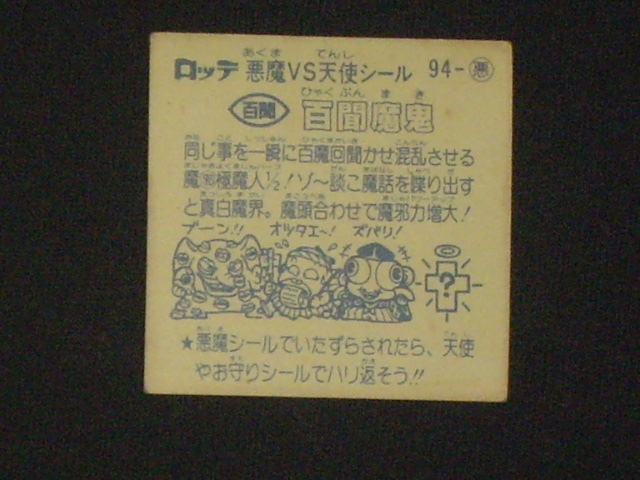 ロッテ 悪魔VS天使シール 94-悪
百聞 百聞魔鬼
同じ事を一瞬に百魔回聞かせ混乱させる
魔 極魔人½!ゾ〜談こ魔話を喋り出す
と真白魔界。魔頭合わせで魔邪力増大!
ブーン!! オッタエ〜! ズバリ!
?
★悪魔シールでいたずらされたら、天使
やお守りシールでハリ返そう!!